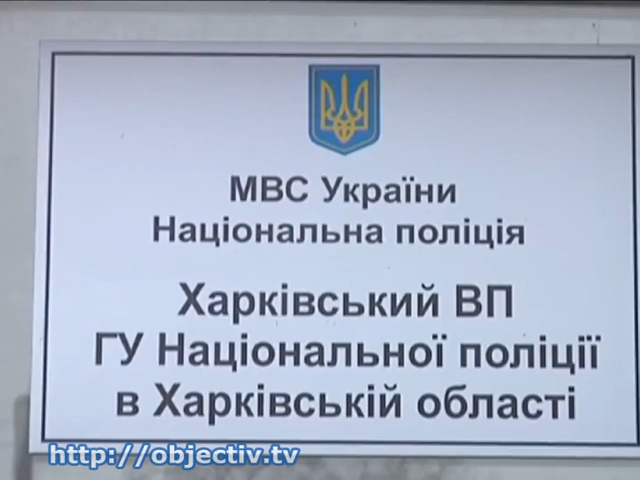 МВС України
Національна поліція
Харківський ВП
ГУ Національної поліції
в Харківській області
http://objectiv.tv